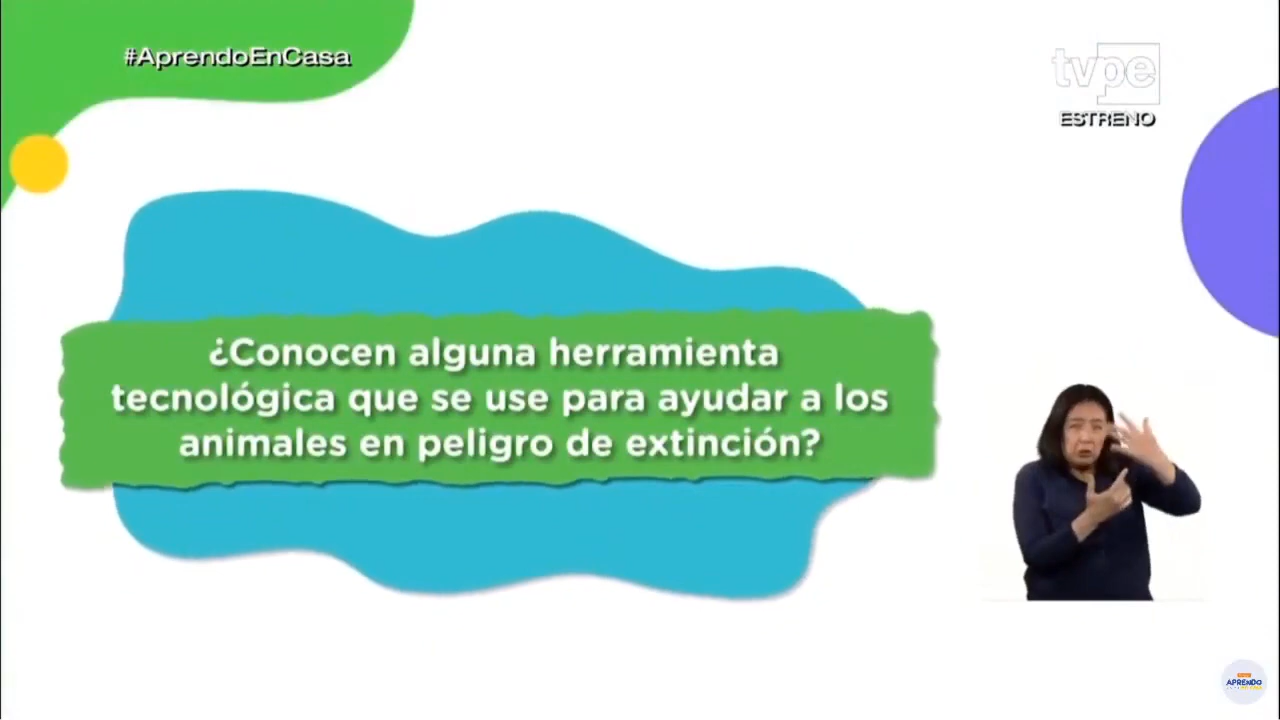 #AprendoEnCasa
tvpe
ESTRENO
¿Conocen alguna herramienta
tecnológica que se use para ayudar a los
animales en peligro de extinción?
APRENDO